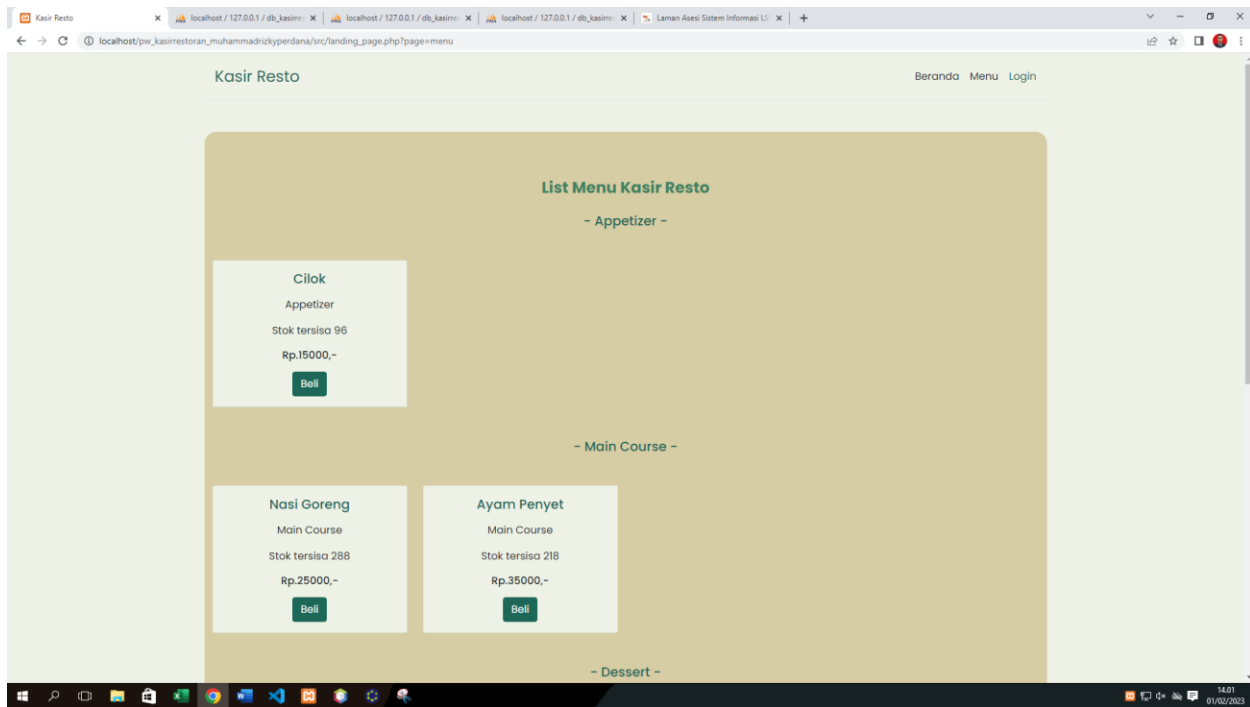 Kasir Resto
localhost / 127.0.0.1 / db_kasirre
localhost / 127.0.0.1 / db_kasirre
localhost / 127.0.0.1 / db_kasirre
Laman Asesi Sistem Informasi LS
localhost/pw_kasirrestoran_muhammadrizkyperdana/src/landing_page.php?page=menu
Kasir Resto
Beranda Menu Login
List Menu Kasir Resto
- Appetizer -
Cilok
Appetizer
Stok tersisa 96
Rp.15000,-
Beli
- Main Course -
Nasi Goreng
Main Course
Stok tersisa 288
Rp.25000,-
Beli
Ayam Penyet
Main Course
Stok tersisa 218
Rp.35000,-
Beli
- Dessert -
14.01
01/02/2023